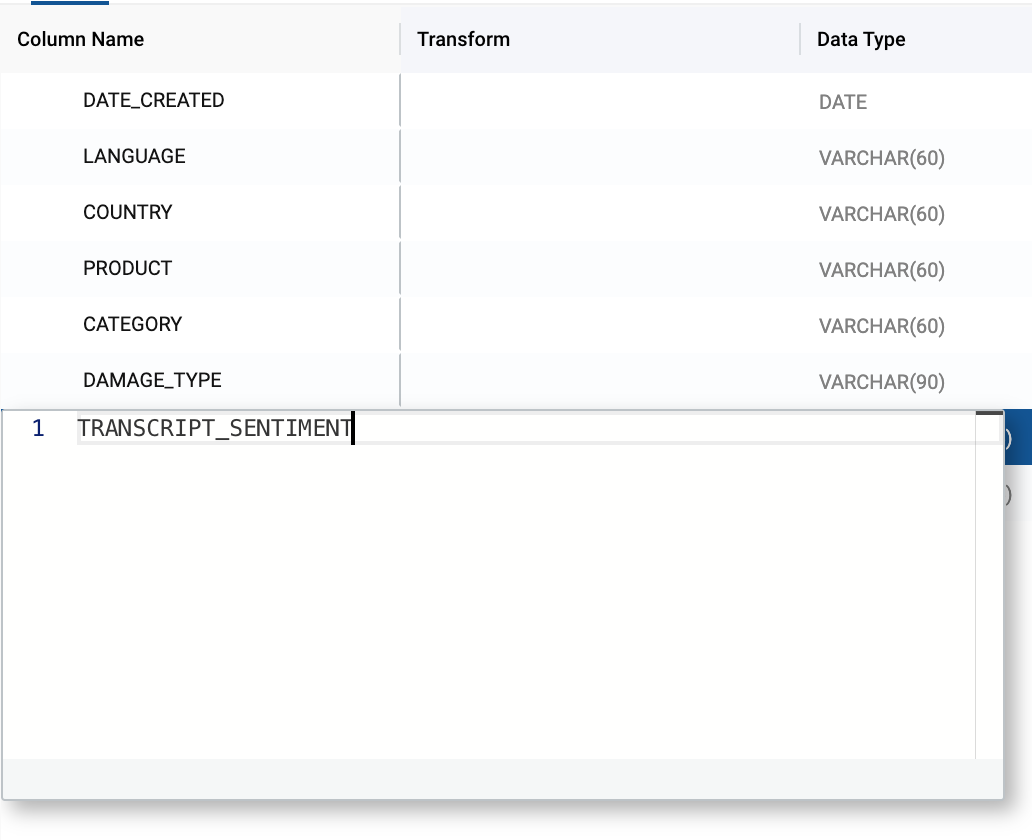 Column Name Transform Data Type
DATE_CREATED DATE
LANGUAGE VARCHAR(60)
COUNTRY VARCHAR(60)
PRODUCT VARCHAR(60)
CATEGORY VARCHAR(60)
DAMAGE_TYPE VARCHAR(90)
1 TRANSCRIPT_SENTIMENT )
)